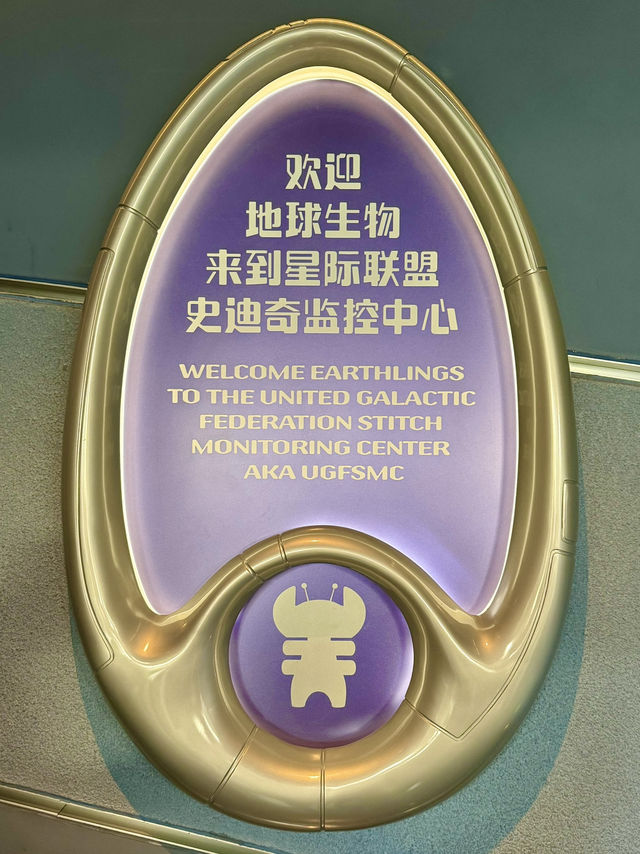 欢迎
地球生物
来到星际联盟
史迪奇监控中心
WELCOME EARTHLINGS
TO THE UNITED GALACTIC
FEDERATION STITCH
MONITORING CENTER
AKA UGFSMC